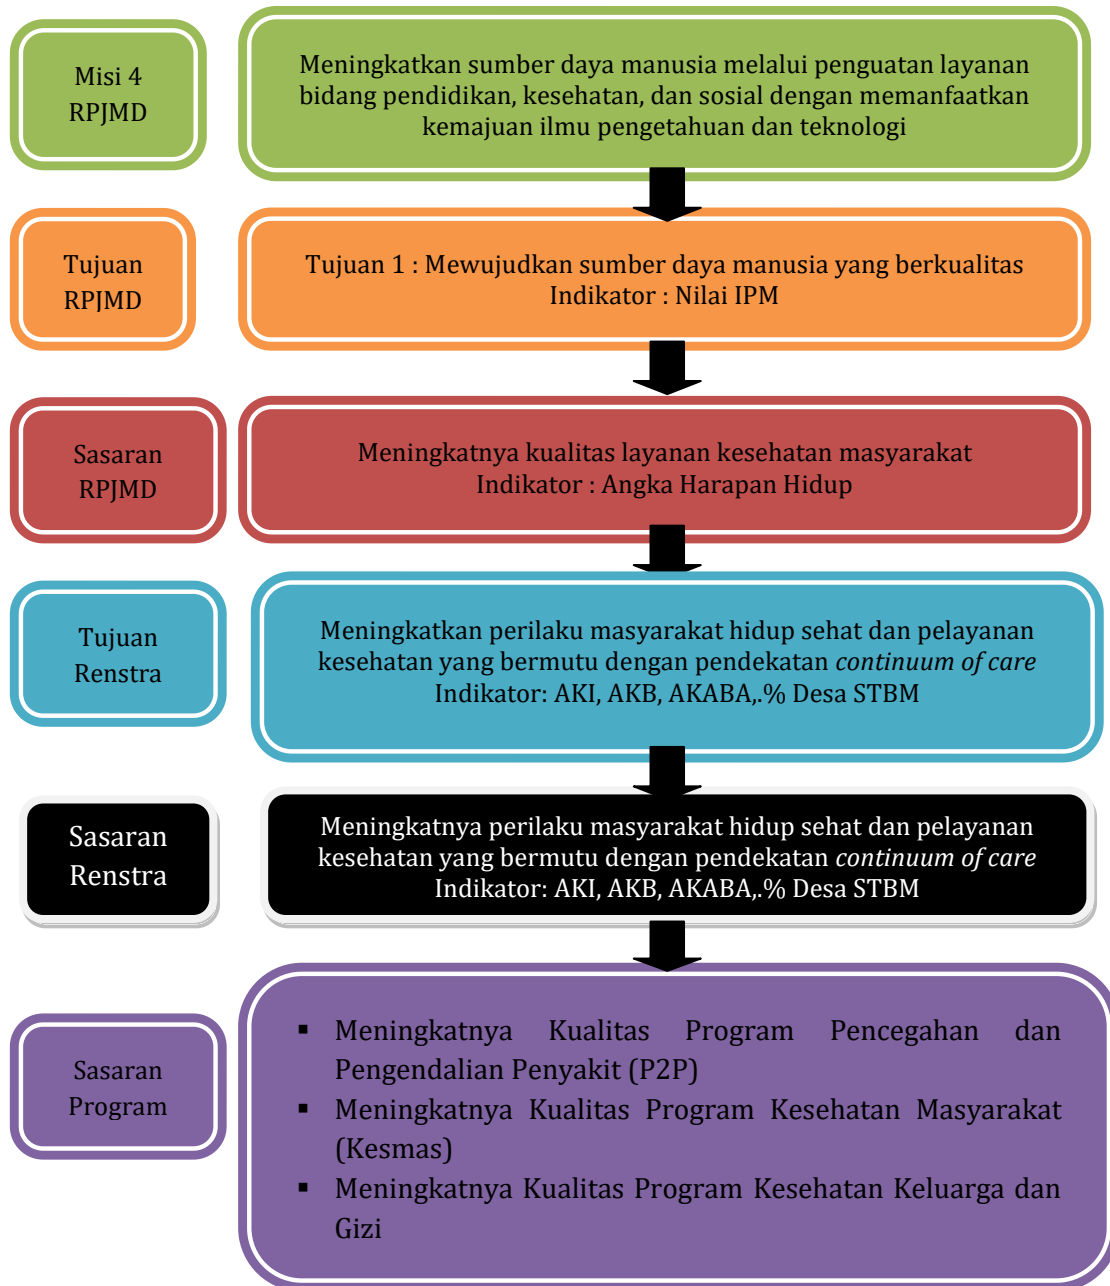 Misi 4
RPJMD
Meningkatkan sumber daya manusia melalui penguatan layanan
bidang pendidikan, kesehatan, dan sosial dengan memanfaatkan
kemajuan ilmu pengetahuan dan teknologi
Tujuan
RPJMD
Tujuan 1 : Mewujudkan sumber daya manusia yang berkualitas
Indikator : Nilai IPM
Sasaran
RPJMD
Meningkatnya kualitas layanan kesehatan masyarakat
Indikator : Angka Harapan Hidup
Tujuan
Renstra
Meningkatkan perilaku masyarakat hidup sehat dan pelayanan
kesehatan yang bermutu dengan pendekatan continuum of care
Indikator: AKI, AKB, AKABA,.% Desa STBM
Sasaran
Renstra
Meningkatnya perilaku masyarakat hidup sehat dan pelayanan
kesehatan yang bermutu dengan pendekatan continuum of care
Indikator: AKI, AKB, AKABA,.% Desa STBM
Sasaran
Program
▪ Meningkatnya Kualitas Program Pencegahan dan
Pengendalian Penyakit (P2P)
▪ Meningkatnya Kualitas Program Kesehatan Masyarakat
(Kesmas)
▪ Meningkatnya Kualitas Program Kesehatan Keluarga dan
Gizi